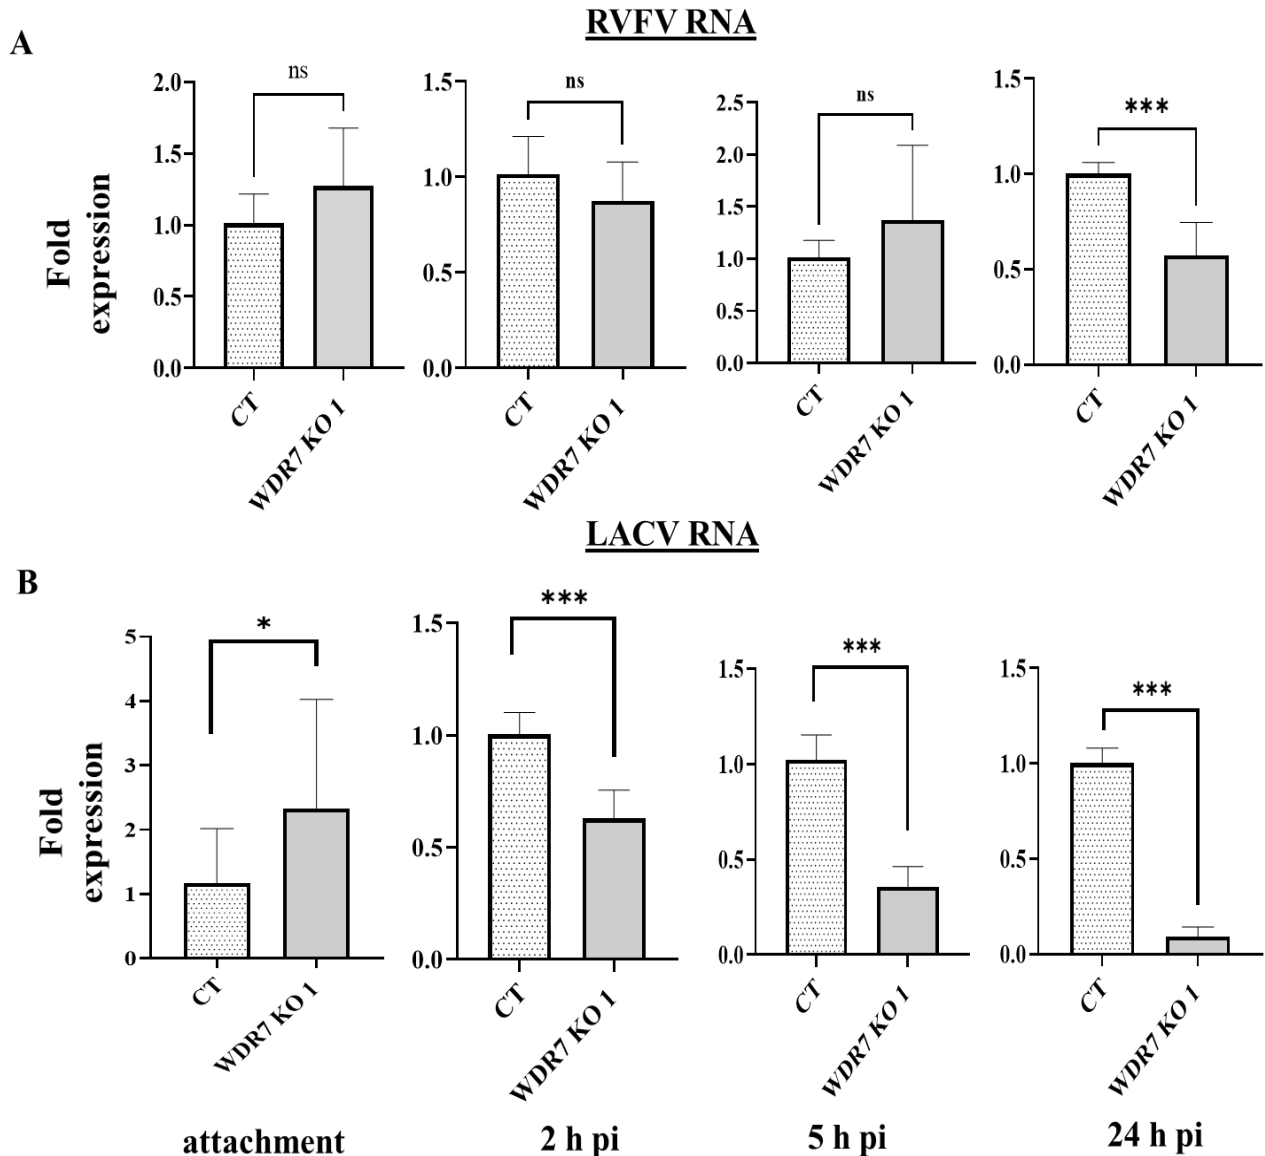 RVFV RNA
A
Fold
expression
2.0
1.5
1.0
0.5
0.0
ns
CT
WDR7 KO 1
1.5
1.0
0.5
0.0
ns
CT
WDR7 KO 1
2.5
2.0
1.5
1.0
0.5
0.0
ns
CT
WDR7 KO 1
1.5
1.0
0.5
0.0
***
CT
WDR7 KO 1
LACV RNA
B
Fold
expression
5
4
3
2
1
0
*
CT
WDR7 KO 1
1.5
1.0
0.5
0.0
***
CT
WDR7 KO 1
1.5
1.0
0.5
0.0
***
CT
WDR7 KO 1
1.5
1.0
0.5
0.0
***
CT
WDR7 KO 1
attachment
2 h pi
5 h pi
24 h pi